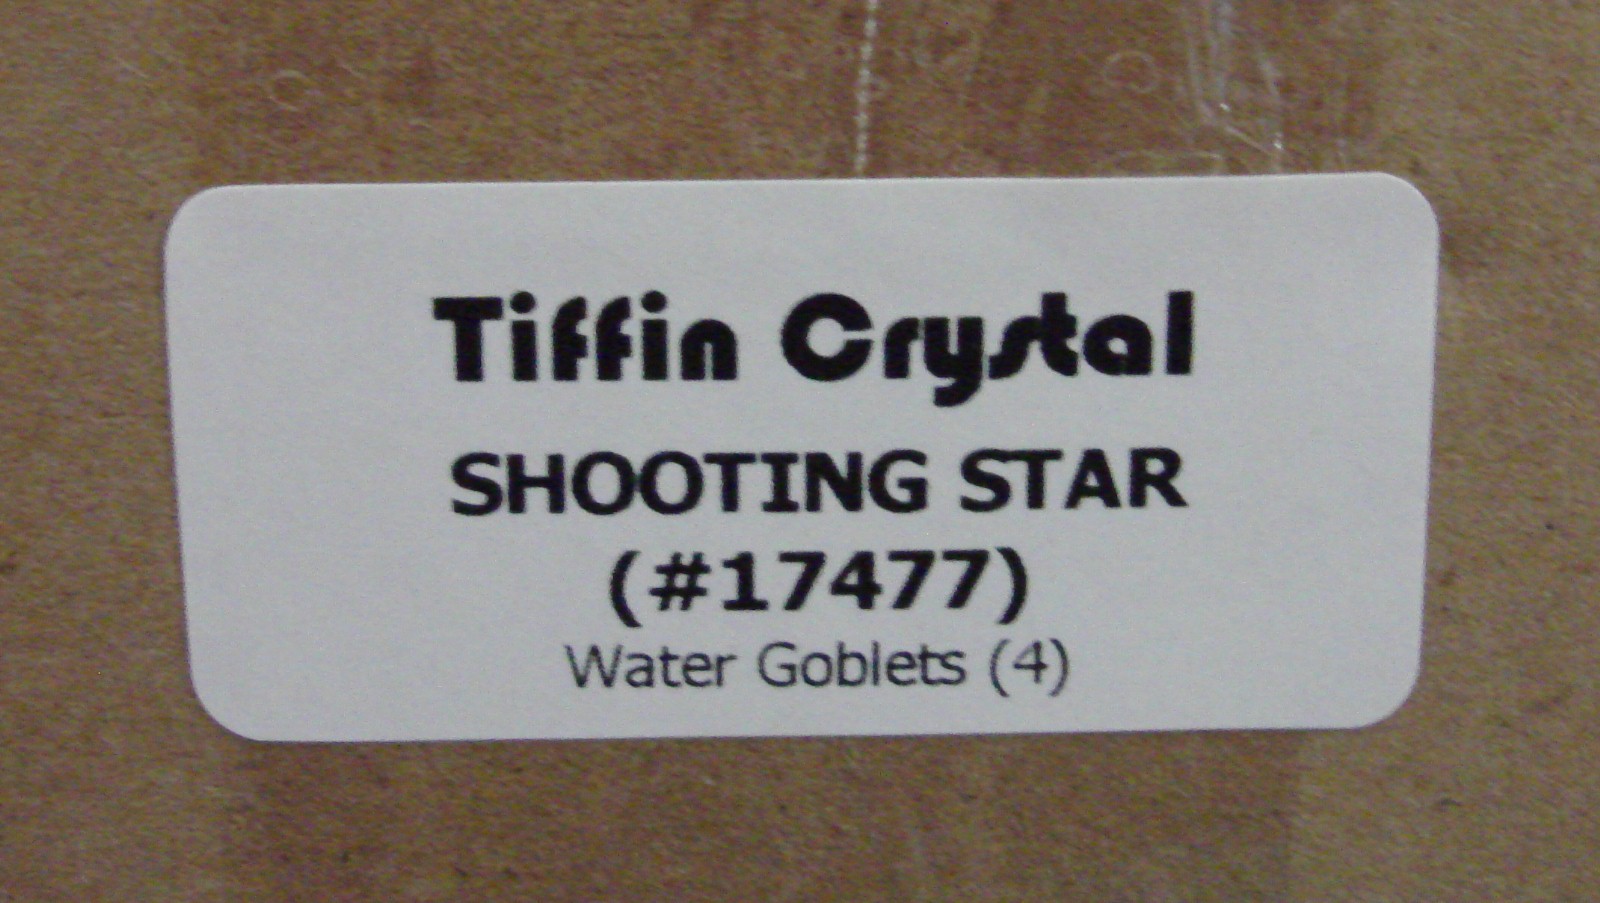 Tiffin Crystal
SHOOTING STAR
(#17477)
Water Goblets (4)